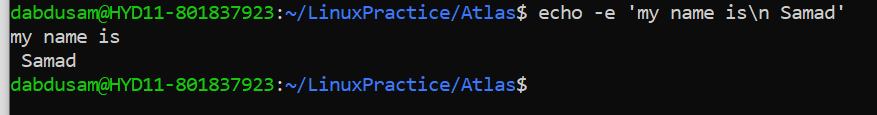 dabdusam@HYD11-801837923:~/LinuxPractice/Atlas$ echo -e 'my name is\n Samad'
my name is
 Samad
dabdusam@HYD11-801837923:~/LinuxPractice/Atlas$